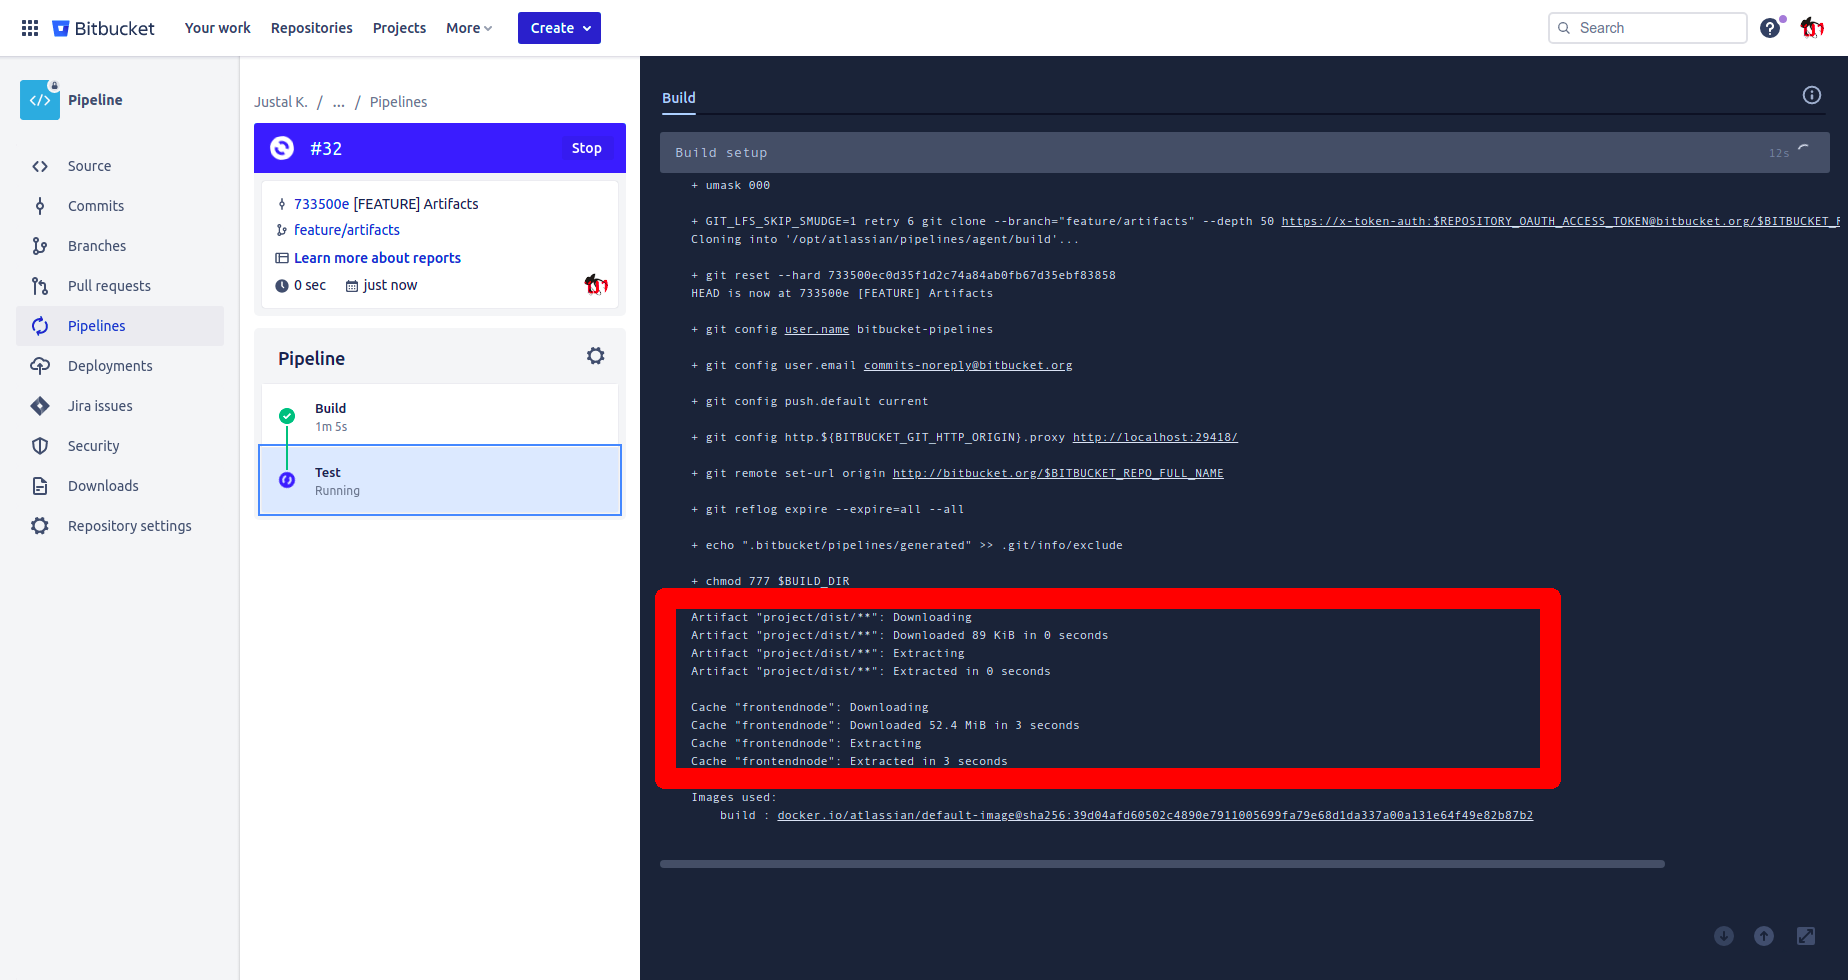 Bitbucket
Your work
Repositories
Projects
More
Create
Search
Pipeline
Source
Commits
Branches
Pull requests
Pipelines
Deployments
Jira issues
Security
Downloads
Repository settings
Justal K. / ... / Pipelines
#32
Stop
733500e [FEATURE] Artifacts
feature/artifacts
Learn more about reports
0 sec
just now
Pipeline
Build
1m 5s
Test
Running
Build
Build setup
12s
+ umask 000
+ GIT_LFS_SKIP_SMUDGE=1 retry 6 git clone --branch="feature/artifacts" --depth 50 https://x-token-auth:$REPOSITORY_OAUTH_ACCESS_TOKEN@bitbucket.org/$BITBUCKET_
Cloning into '/opt/atlassian/pipelines/agent/build'...
+ git reset --hard 733500ec0d35f1d2c74a84ab0fb67d35ebf83858
HEAD is now at 733500e [FEATURE] Artifacts
+ git config user.name bitbucket-pipelines
+ git config user.email commits-noreply@bitbucket.org
+ git config push.default current
+ git config http.${BITBUCKET_GIT_HTTP_ORIGIN}.proxy http://localhost:29418/
+ git remote set-url origin http://bitbucket.org/$BITBUCKET_REPO_FULL_NAME
+ git reflog expire --expire=all --all
+ echo ".bitbucket/pipelines/generated" >> .git/info/exclude
+ chmod 777 $BUILD_DIR
Artifact "project/dist/**": Downloading
Artifact "project/dist/**": Downloaded 89 KiB in 0 seconds
Artifact "project/dist/**": Extracting
Artifact "project/dist/**": Extracted in 0 seconds
Cache "frontendnode": Downloading
Cache "frontendnode": Downloaded 52.4 MiB in 3 seconds
Cache "frontendnode": Extracting
Cache "frontendnode": Extracted in 3 seconds
Images used:
build : docker.io/atlassian/default-image@sha256:39d04afd60502c4890e7911005699fa79e68d1da337a00a131e64f49e82b87b2